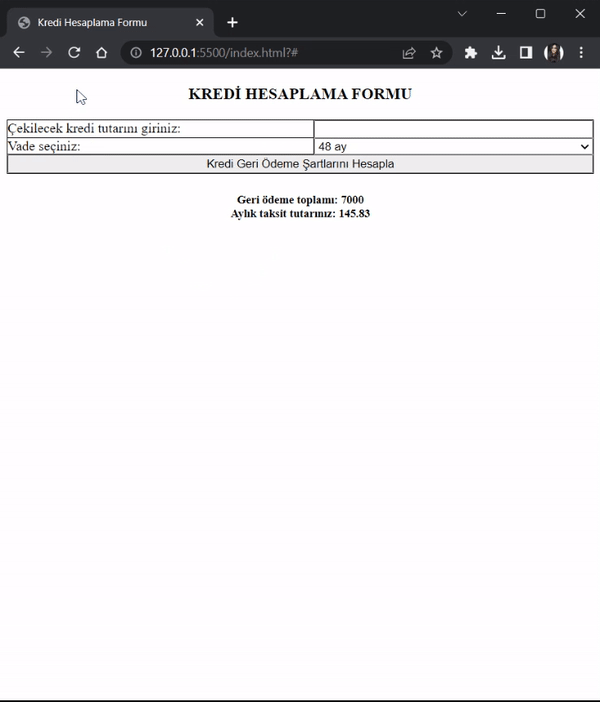 Kredi Hesaplama Formu
127.0.0.1:5500/index.html?#
KREDİ HESAPLAMA FORMU
Çekilecek kredi tutarını giriniz:
Vade seçiniz: 48 ay
Kredi Geri Ödeme Şartlarını Hesapla
Geri ödeme toplamı: 7000
Aylık taksit tutarınız: 145.83